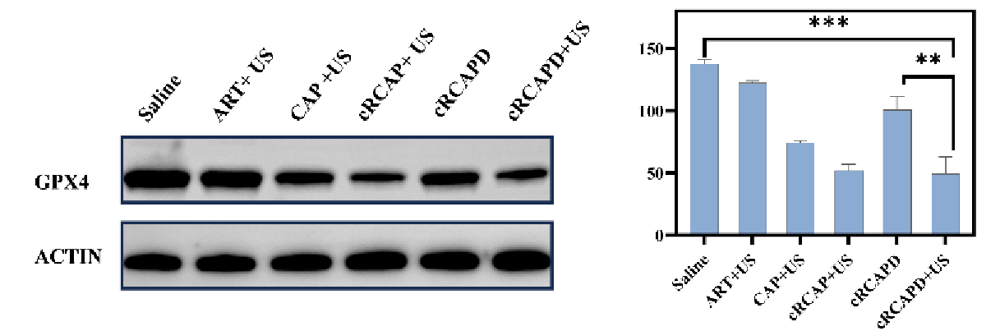 Saline
ART+ US
CAP +US
cRCAP+ US
cRCAPD
cRCAPD+US
GPX4
ACTIN
***
**
150
100
50
0
Saline
ART+US
CAP+US
cRCAP+US
cRCAPD
cRCAPD+US